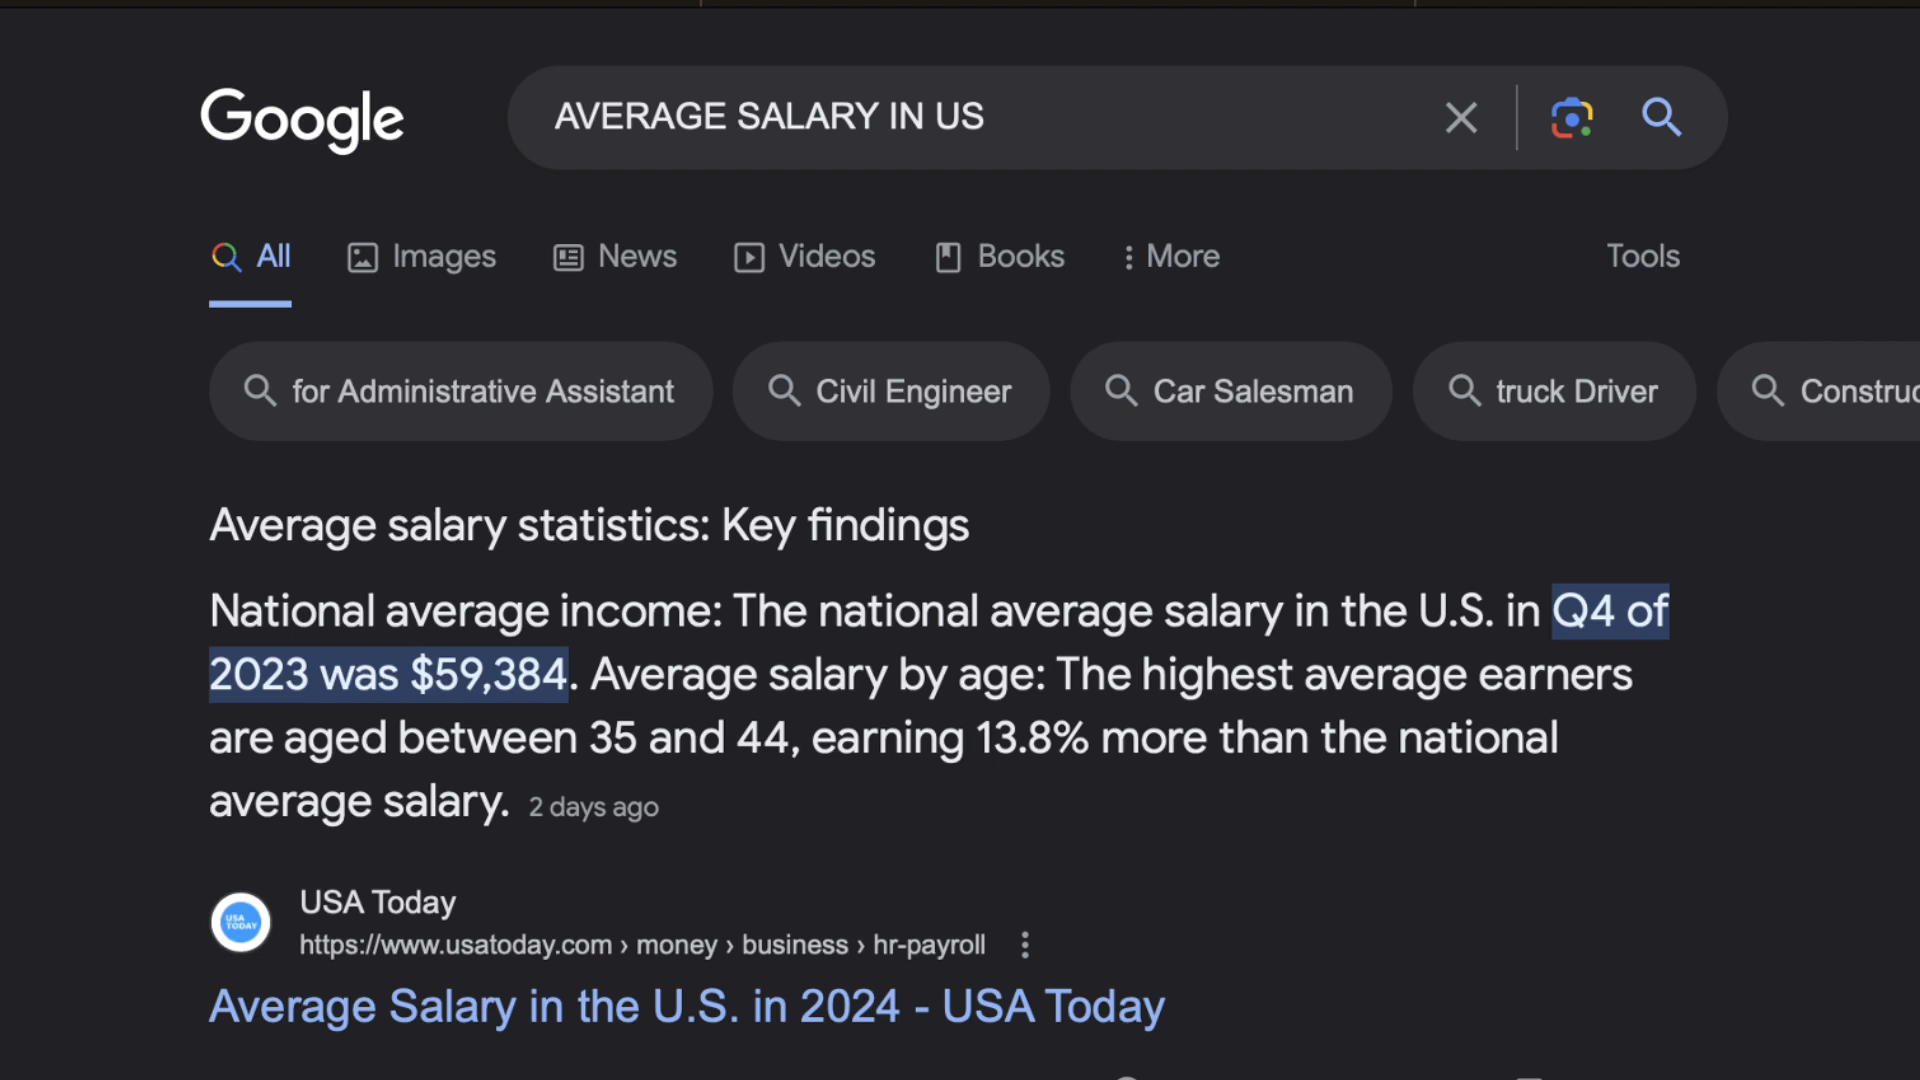 Google
AVERAGE SALARY IN US
All Images News Videos Books More Tools
for Administrative Assistant Civil Engineer Car Salesman truck Driver Construc
Average salary statistics: Key findings
National average income: The national average salary in the U.S. in Q4 of
2023 was $59,384. Average salary by age: The highest average earners
are aged between 35 and 44, earning 13.8% more than the national
average salary. 2 days ago
USA TODAY
USA Today
https://www.usatoday.com › money › business › hr-payroll
Average Salary in the U.S. in 2024 - USA Today